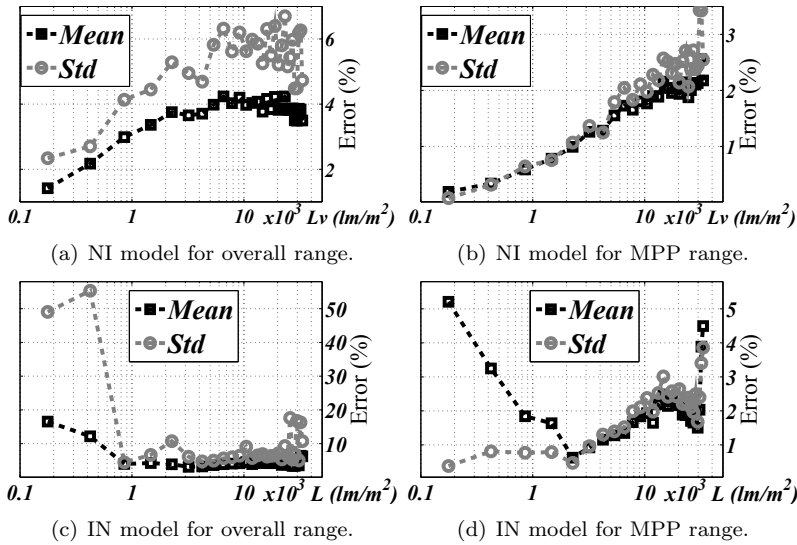 Mean
Std
6
4
2
Error (%)
0.1 1 10 x10³ Lv (lm/m²)
(a) NI model for overall range.
Mean
Std
3
2
1
Error (%)
0.1 1 10 x10³ Lv (lm/m²)
(b) NI model for MPP range.
Mean
Std
50
40
30
20
10
Error (%)
0.1 1 10 x10³ L (lm/m²)
(c) IN model for overall range.
Mean
Std
5
4
3
2
1
Error (%)
0.1 1 10 x10³ L (lm/m²)
(d) IN model for MPP range.